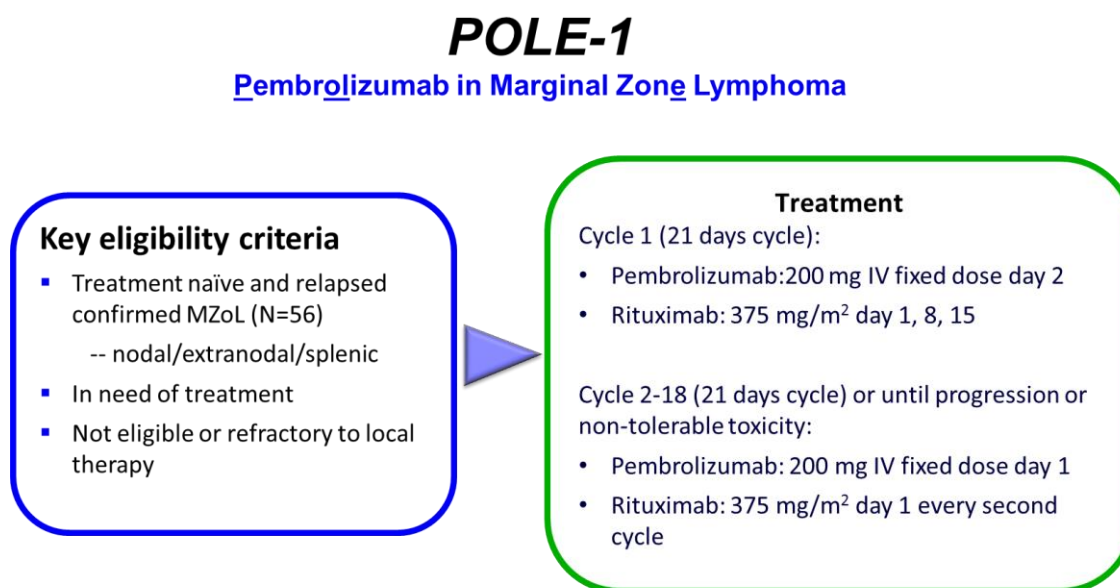 POLE-1
Pembrolizumab in Marginal Zone Lymphoma
Key eligibility criteria
▪ Treatment naïve and relapsed
confirmed MZoL (N=56)
-- nodal/extranodal/splenic
▪ In need of treatment
▪ Not eligible or refractory to local
therapy
Treatment
Cycle 1 (21 days cycle):
• Pembrolizumab:200 mg IV fixed dose day 2
• Rituximab: 375 mg/m² day 1, 8, 15
Cycle 2-18 (21 days cycle) or until progression or
non-tolerable toxicity:
• Pembrolizumab: 200 mg IV fixed dose day 1
• Rituximab: 375 mg/m² day 1 every second
cycle